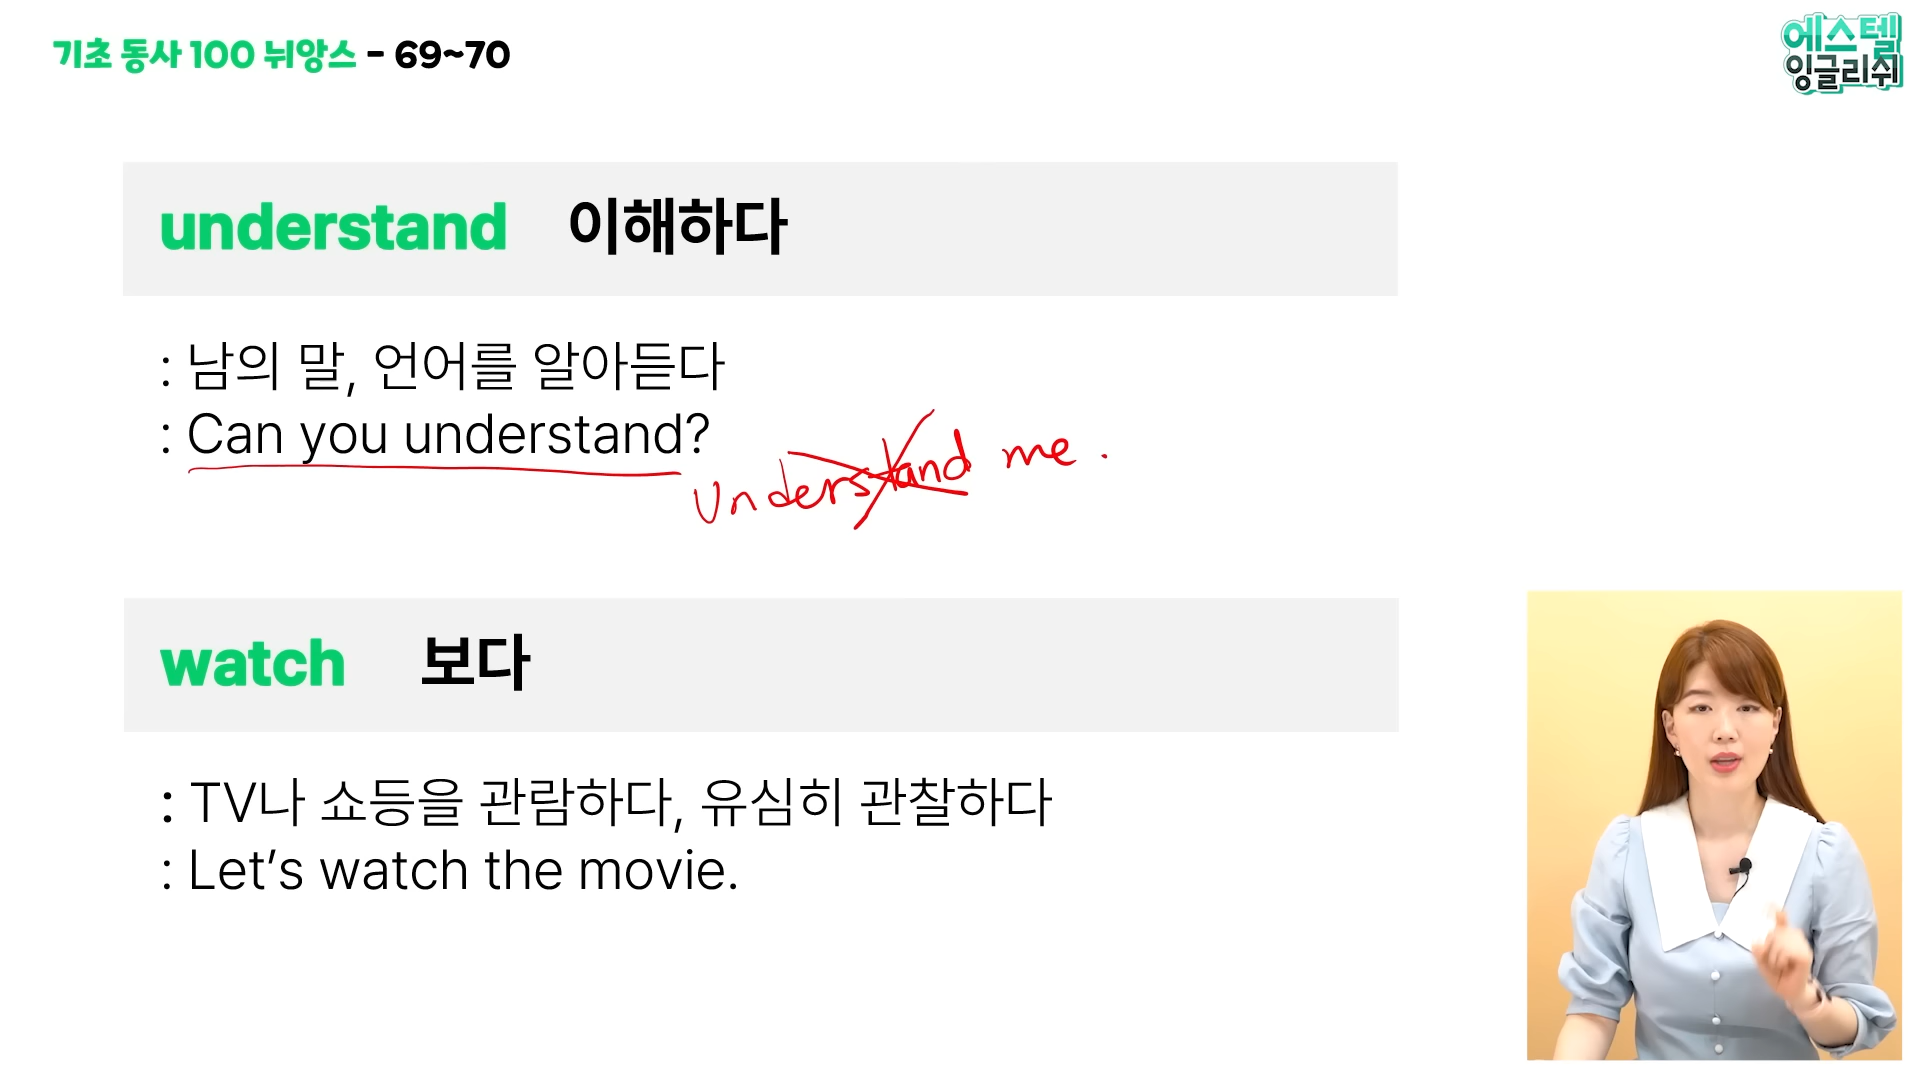 기초 동사 100 뉘앙스 - 69~70
에스텔
잉글리쉬
understand 이해하다
: 남의 말, 언어를 알아듣다
: Can you understand?
understand me.
watch 보다
: TV나 쇼등을 관람하다, 유심히 관찰하다
: Let’s watch the movie.